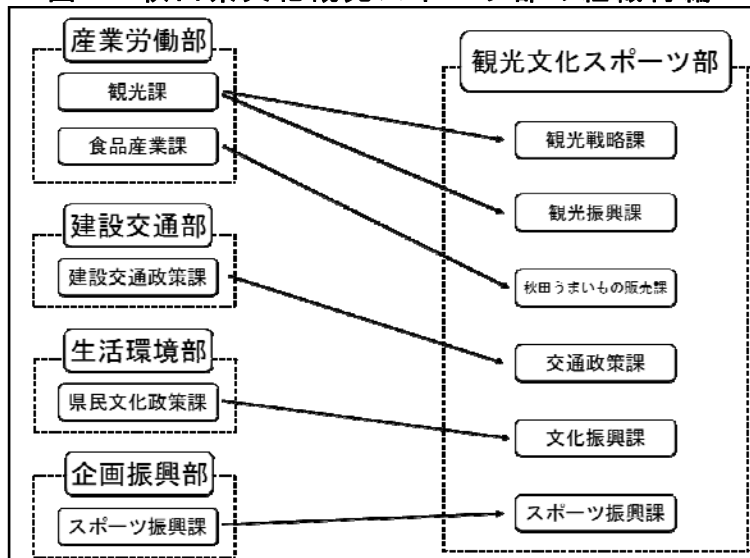 産業労働部
観光課
食品産業課
建設交通部
建設交通政策課
生活環境部
県民文化政策課
企画振興部
スポーツ振興課
観光文化スポーツ部
観光戦略課
観光振興課
秋田うまいもの販売課
交通政策課
文化振興課
スポーツ振興課